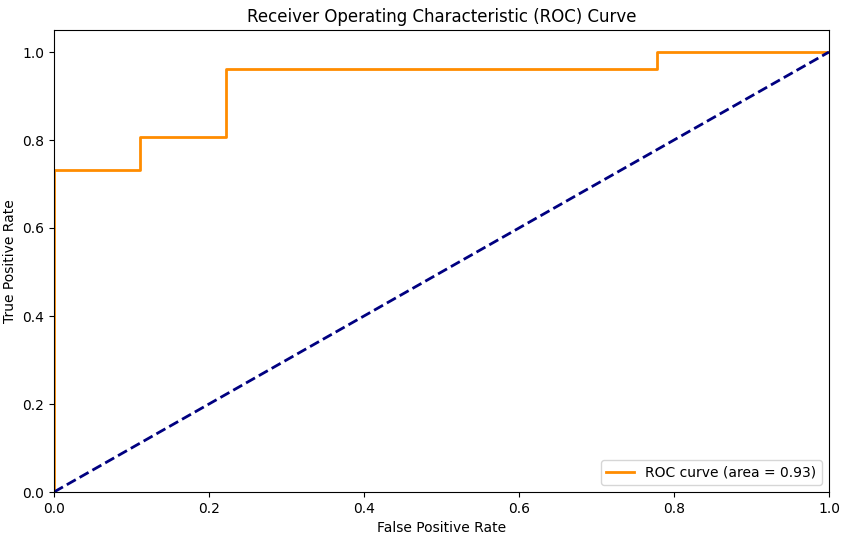 Receiver Operating Characteristic (ROC) Curve
True Positive Rate
1.0
0.8
0.6
0.4
0.2
0.0
ROC curve (area = 0.93)
0.0 0.2 0.4 0.6 0.8 1.0
False Positive Rate